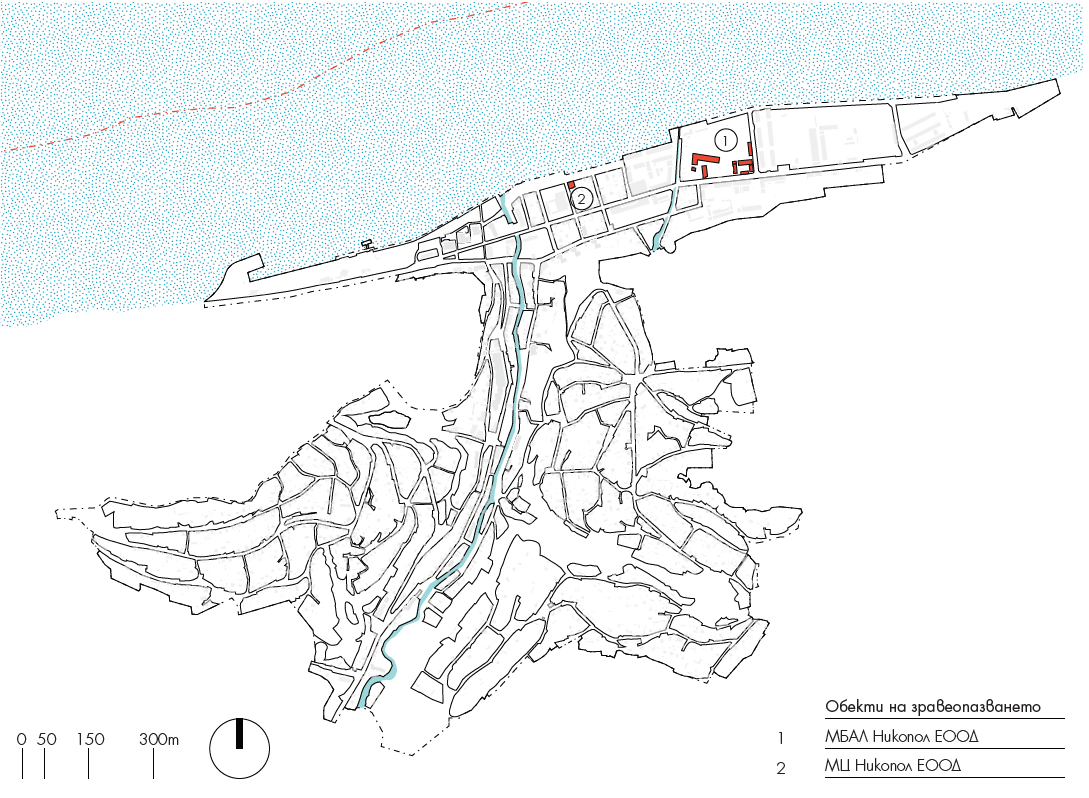 1
2
Обекти на зравеопазването
0 50 150 300m
1 МБАЛ Никопол ЕООД
2 МЦ Никопол ЕООД